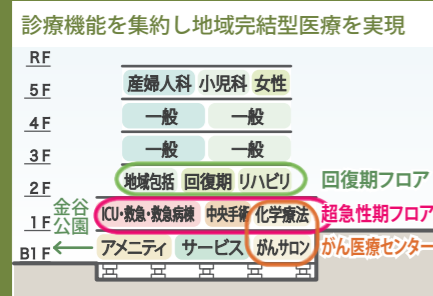 診療機能を集約し地域完結型医療を実現
RF
5F 産婦人科 小児科 女性
4F 一般 一般
3F 一般 一般
2F 地域包括 回復期 リハビリ 回復期フロア
金谷公園
1F ICU・救急・救急病棟 中央手術 化学療法 超急性期フロア
B1F アメニティ サービス がんサロン がん医療センター